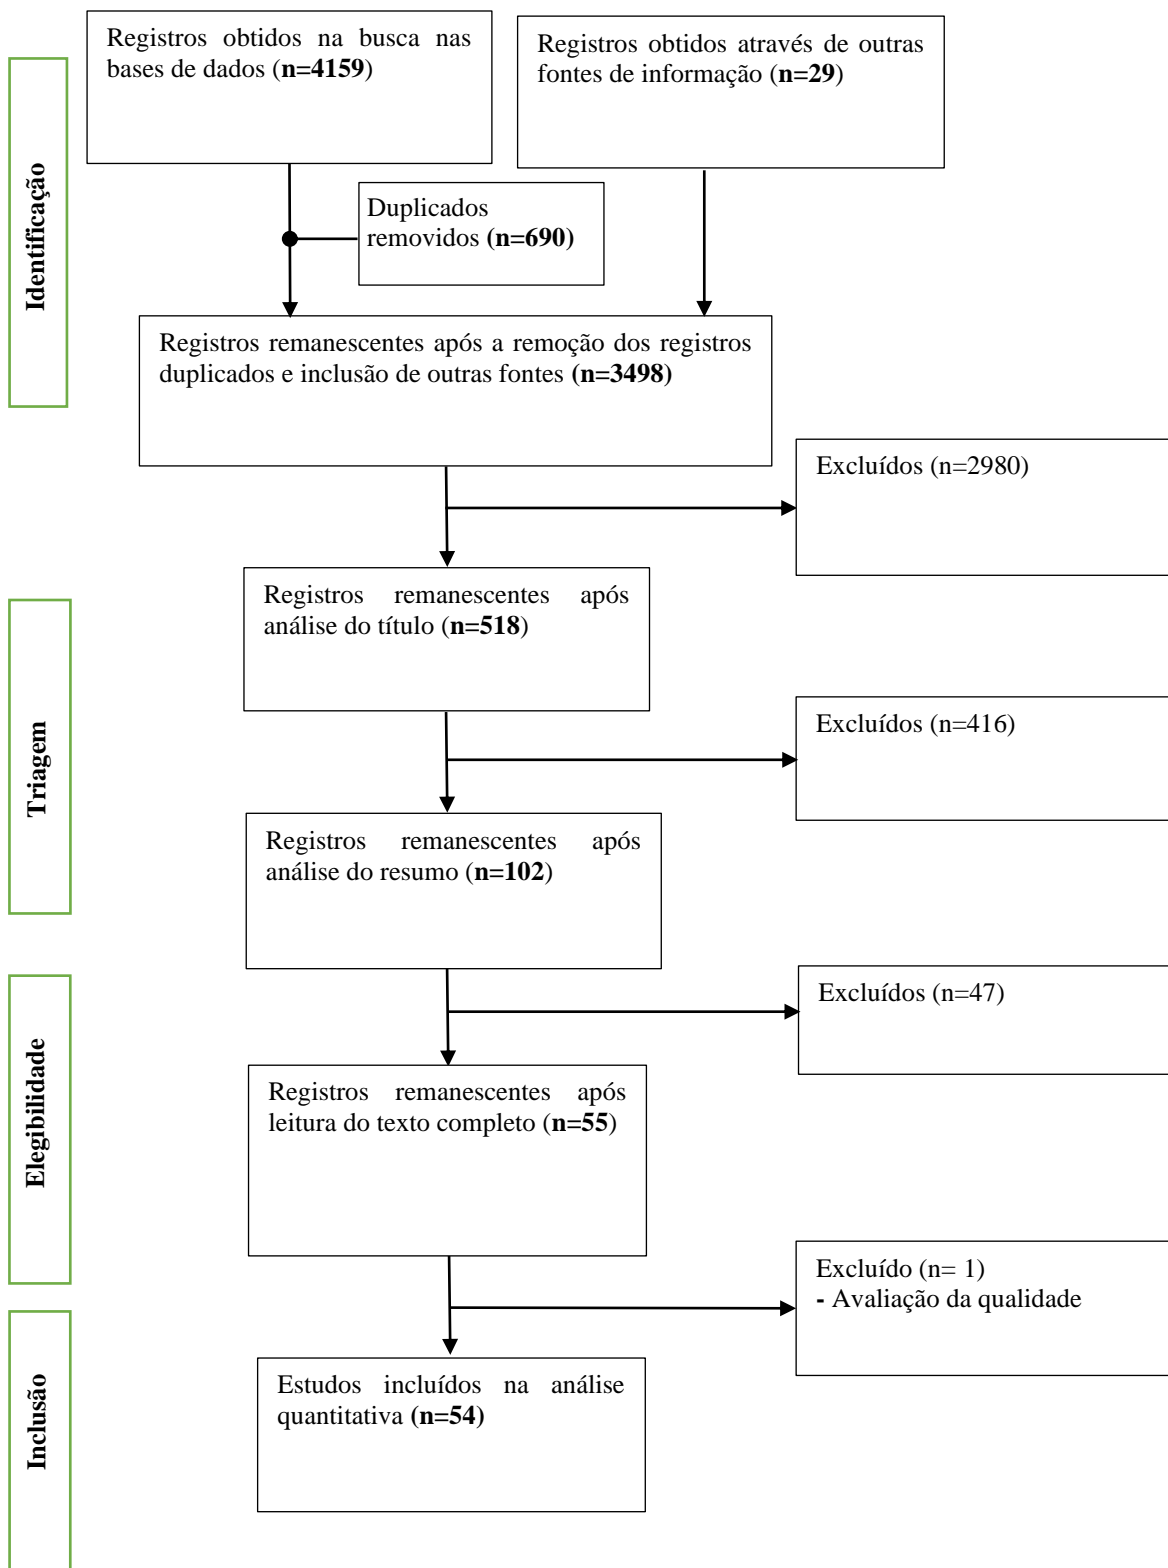 Registros obtidos na busca nas
bases de dados (n=4159)
Registros obtidos através de outras
fontes de informação (n=29)
Identificação
Duplicados
removidos (n=690)
Registros remanescentes após a remoção dos registros
duplicados e inclusão de outras fontes (n=3498)
Excluídos (n=2980)
Registros remanescentes após
análise do título (n=518)
Triagem
Excluídos (n=416)
Registros remanescentes após
análise do resumo (n=102)
Excluídos (n=47)
Elegibilidade
Registros remanescentes após
leitura do texto completo (n=55)
Excluído (n= 1)
- Avaliação da qualidade
Inclusão
Estudos incluídos na análise
quantitativa (n=54)